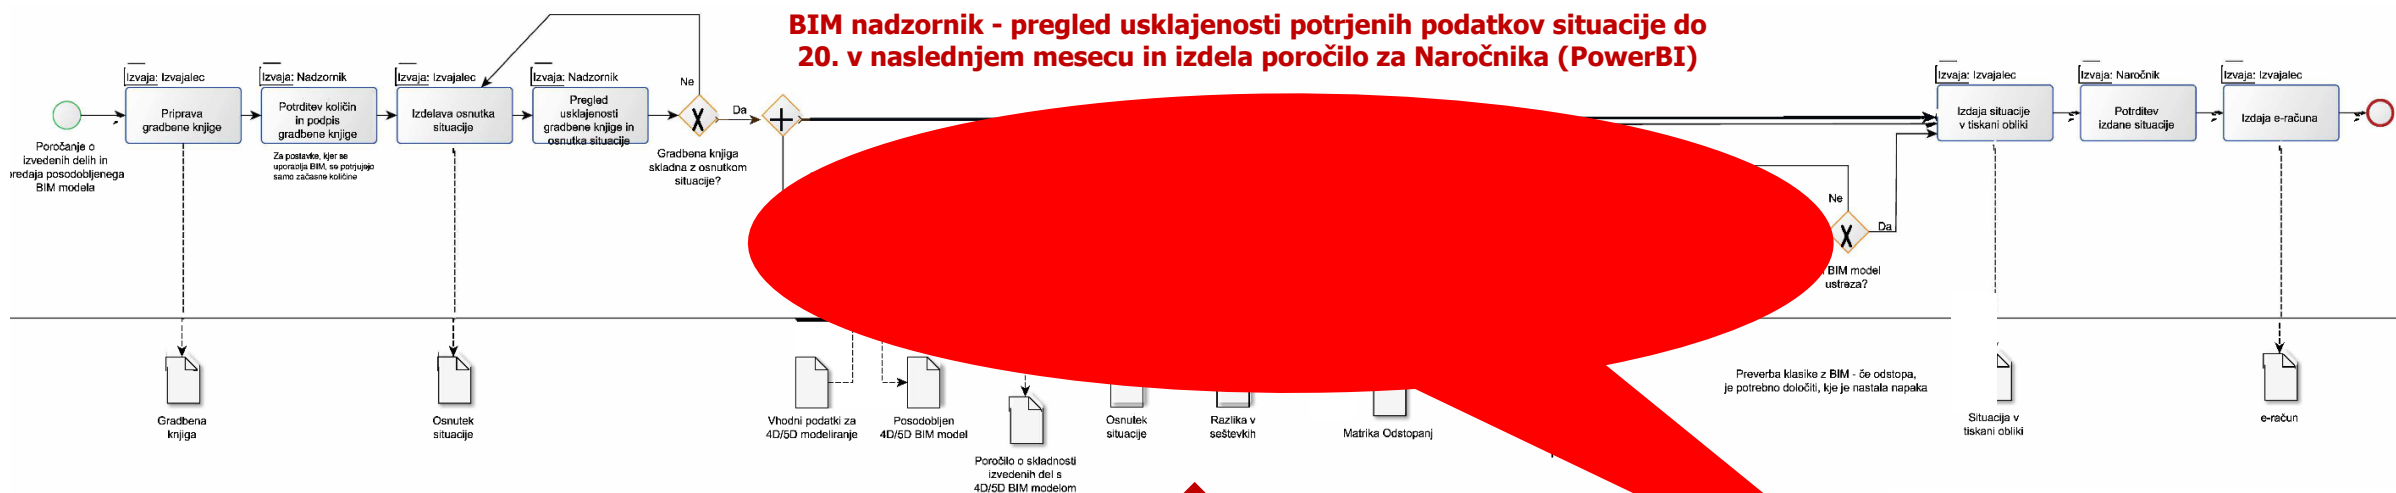 BIM nadzornik - pregled usklajenosti potrjenih podatkov situacije do
20. v naslednjem mesecu in izdela poročilo za Naročnika (PowerBI)
Poročanje o
izvedenih delih in
predaja posodobljenega
BIM modela
Izvaja: Izvajalec
Priprava
gradbene knjige
Izvaja: Nadzornik
Potrditev količin
in podpis
gradbene knjige
Za postavke, kjer se
uporablja BIM, se potrjujejo
samo začasne količine
Izvaja: Izvajalec
Izdelava osnutka
situacije
Izvaja: Nadzornik
Pregled
usklajenosti
gradbene knjige in
osnutka situacije
Ne
Da
Gradbena knjiga
skladna z osnutkom
situacije?
Ne
Da
BIM model
ustreza?
Izvaja: Izvajalec
Izdaja situacije
v tiskani obliki
Izvaja: Naročnik
Potrditev
izdane situacije
Izvaja: Izvajalec
Izdaja e-računa
Gradbena
knjiga
Osnutek
situacije
Vhodni podatki za
4D/5D modeliranje
Posodobljen
4D/5D BIM model
Poročilo o skladnosti
izvedenih del s
4D/5D BIM modelom
Osnutek
situacije
Razlika v
seštevkih
Matrika Odstopanj
Preverba klasike z BIM - če odstopa,
je potrebno določiti, kje je nastala napaka
Situacija v
tiskani obliki
e-račun